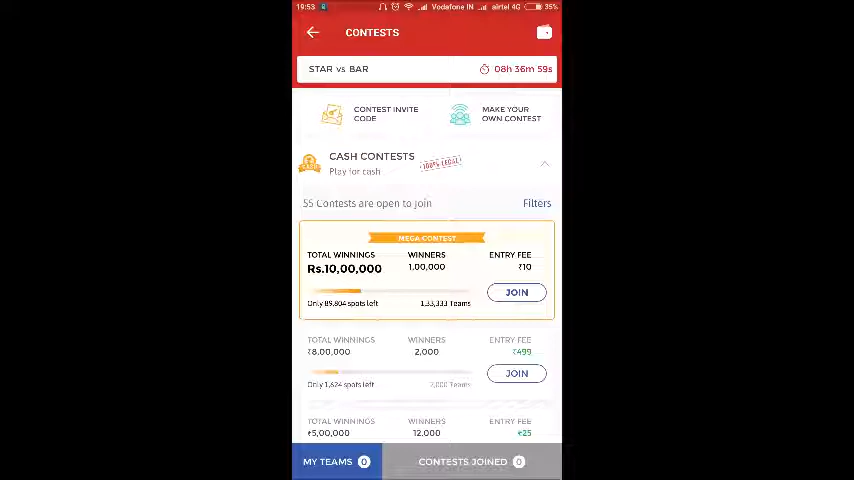 19:53 Vodafone IN airtel 4G 35%
CONTESTS
STAR vs BAR 08h 36m 59s
CONTEST INVITE CODE
MAKE YOUR OWN CONTEST
CASH CONTESTS
100% LEGAL
Play for cash
55 Contests are open to join Filters
MEGA CONTEST
TOTAL WINNINGS WINNERS ENTRY FEE
Rs.10,00,000 1,00,000 ₹10
JOIN
Only 89,804 spots left 1,33,333 Teams
TOTAL WINNINGS WINNERS ENTRY FEE
₹8,00,000 2,000 ₹499
JOIN
Only 1,624 spots left 2,000 Teams
TOTAL WINNINGS WINNERS ENTRY FEE
₹5,00,000 12,000 ₹25
MY TEAMS 0 CONTESTS JOINED 0